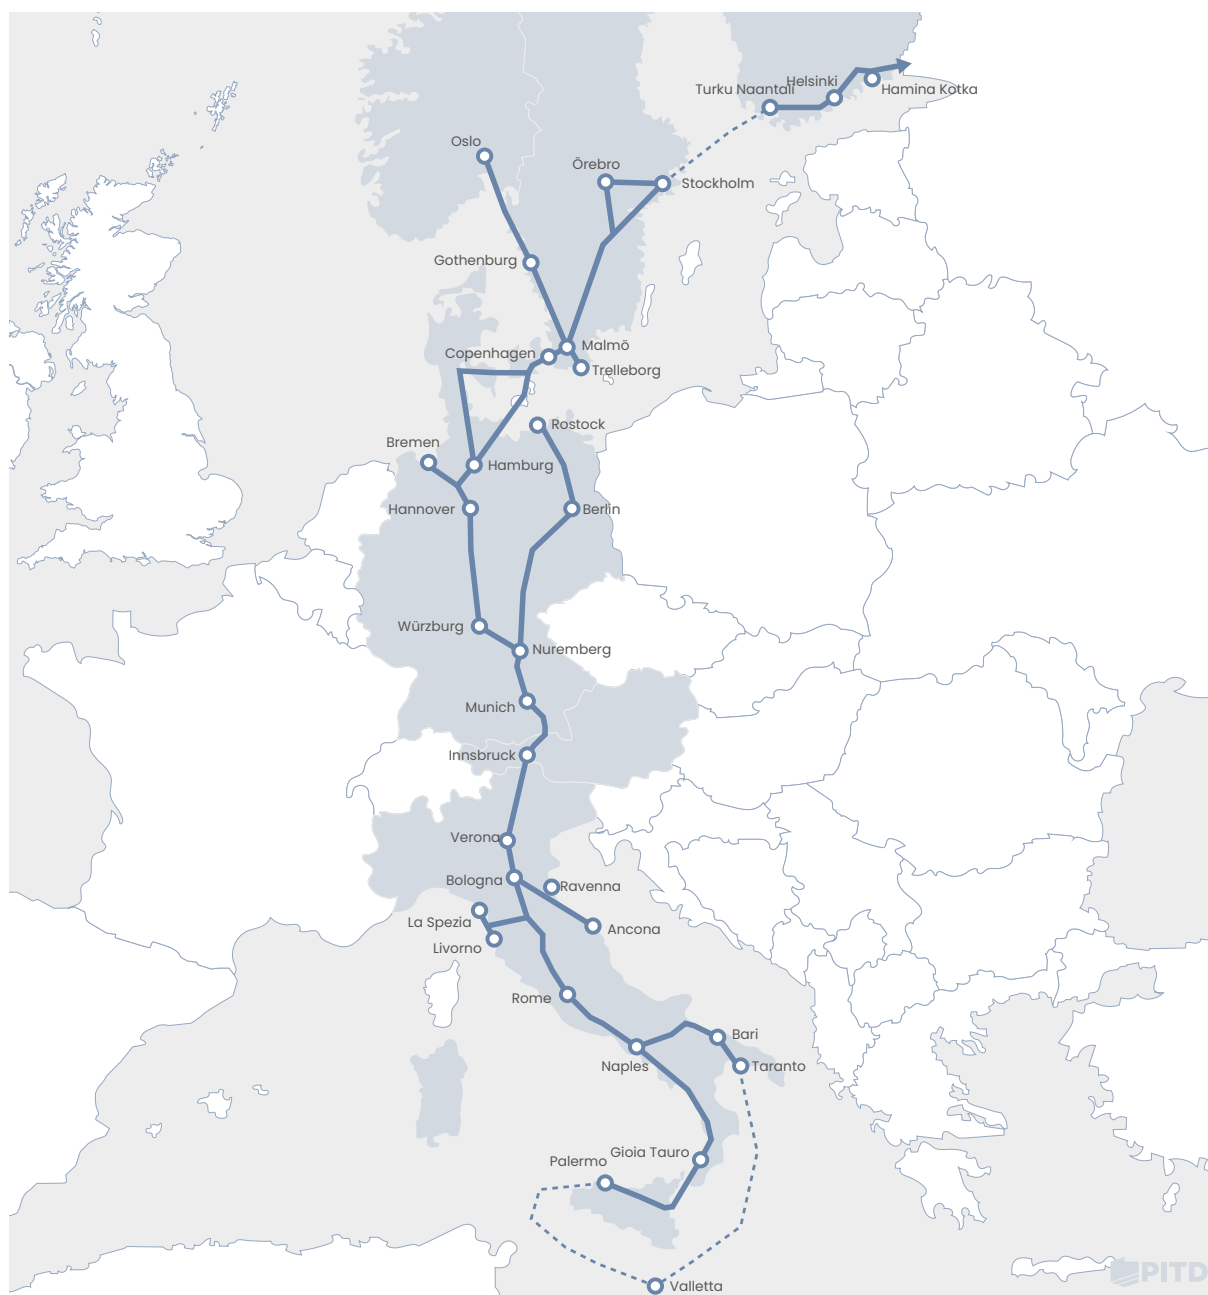 Helsinki
Turku Naantali
Hamina Kotka
Oslo
Örebro
Stockholm
Gothenburg
Malmö
Copenhagen
Trelleborg
Rostock
Bremen
Hamburg
Hannover
Berlin
Würzburg
Nuremberg
Munich
Innsbruck
Verona
Bologna
Ravenna
La Spezia
Ancona
Livorno
Rome
Bari
Naples
Taranto
Gioia Tauro
Palermo
PITD
Valletta